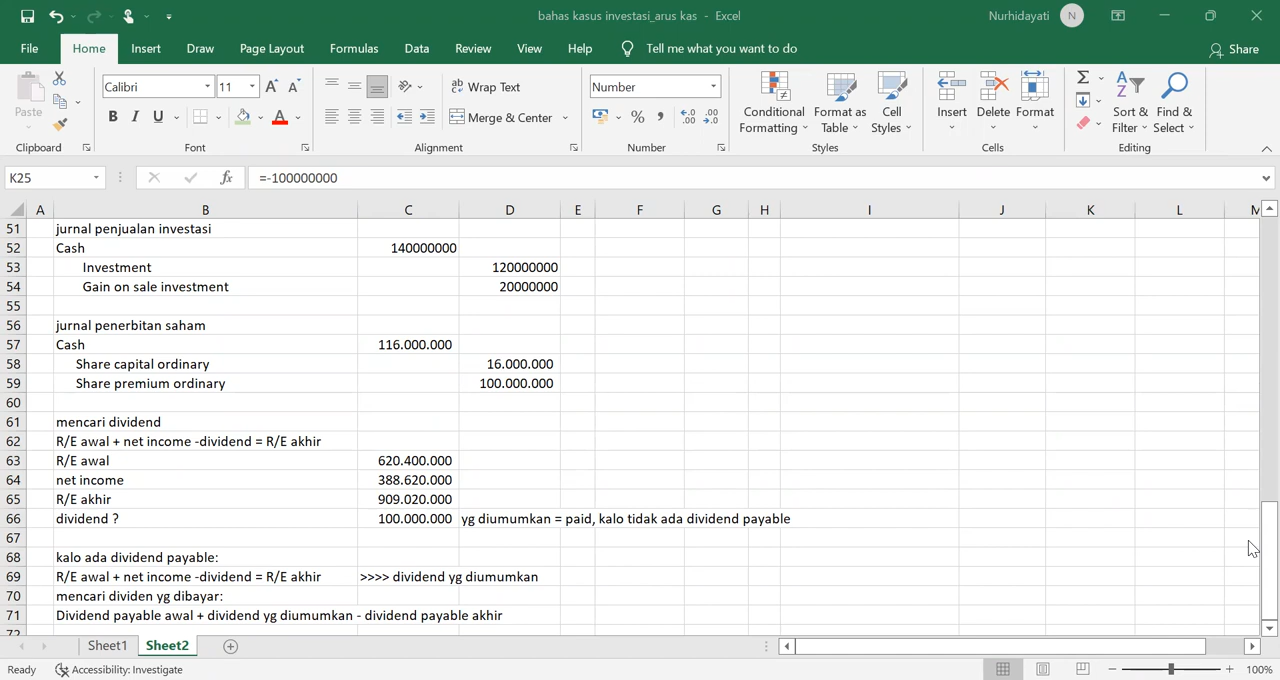 bahas kasus investasi_arus kas - Excel
Nurhidayati N
File Home Insert Draw Page Layout Formulas Data Review View Help Tell me what you want to do Share
Calibri 11 Wrap Text Number
Paste B I U Merge & Center % , Conditional Formatting Format as Table Cell Styles Insert Delete Format Sort & Filter Find & Select
Clipboard Font Alignment Number Styles Cells Editing
K25 fx =-100000000
A B C D E F G H I J K L M
51 jurnal penjualan investasi
52 Cash 140000000
53 Investment 120000000
54 Gain on sale investment 20000000
55
56 jurnal penerbitan saham
57 Cash 116.000.000
58 Share capital ordinary 16.000.000
59 Share premium ordinary 100.000.000
60
61 mencari dividend
62 R/E awal + net income -dividend = R/E akhir
63 R/E awal 620.400.000
64 net income 388.620.000
65 R/E akhir 909.020.000
66 dividend ? 100.000.000 yg diumumkan = paid, kalo tidak ada dividend payable
67
68 kalo ada dividend payable:
69 R/E awal + net income -dividend = R/E akhir >>>> dividend yg diumumkan
70 mencari dividen yg dibayar:
71 Dividend payable awal + dividend yg diumumkan - dividend payable akhir
72
Sheet1 Sheet2
Ready Accessibility: Investigate 100%